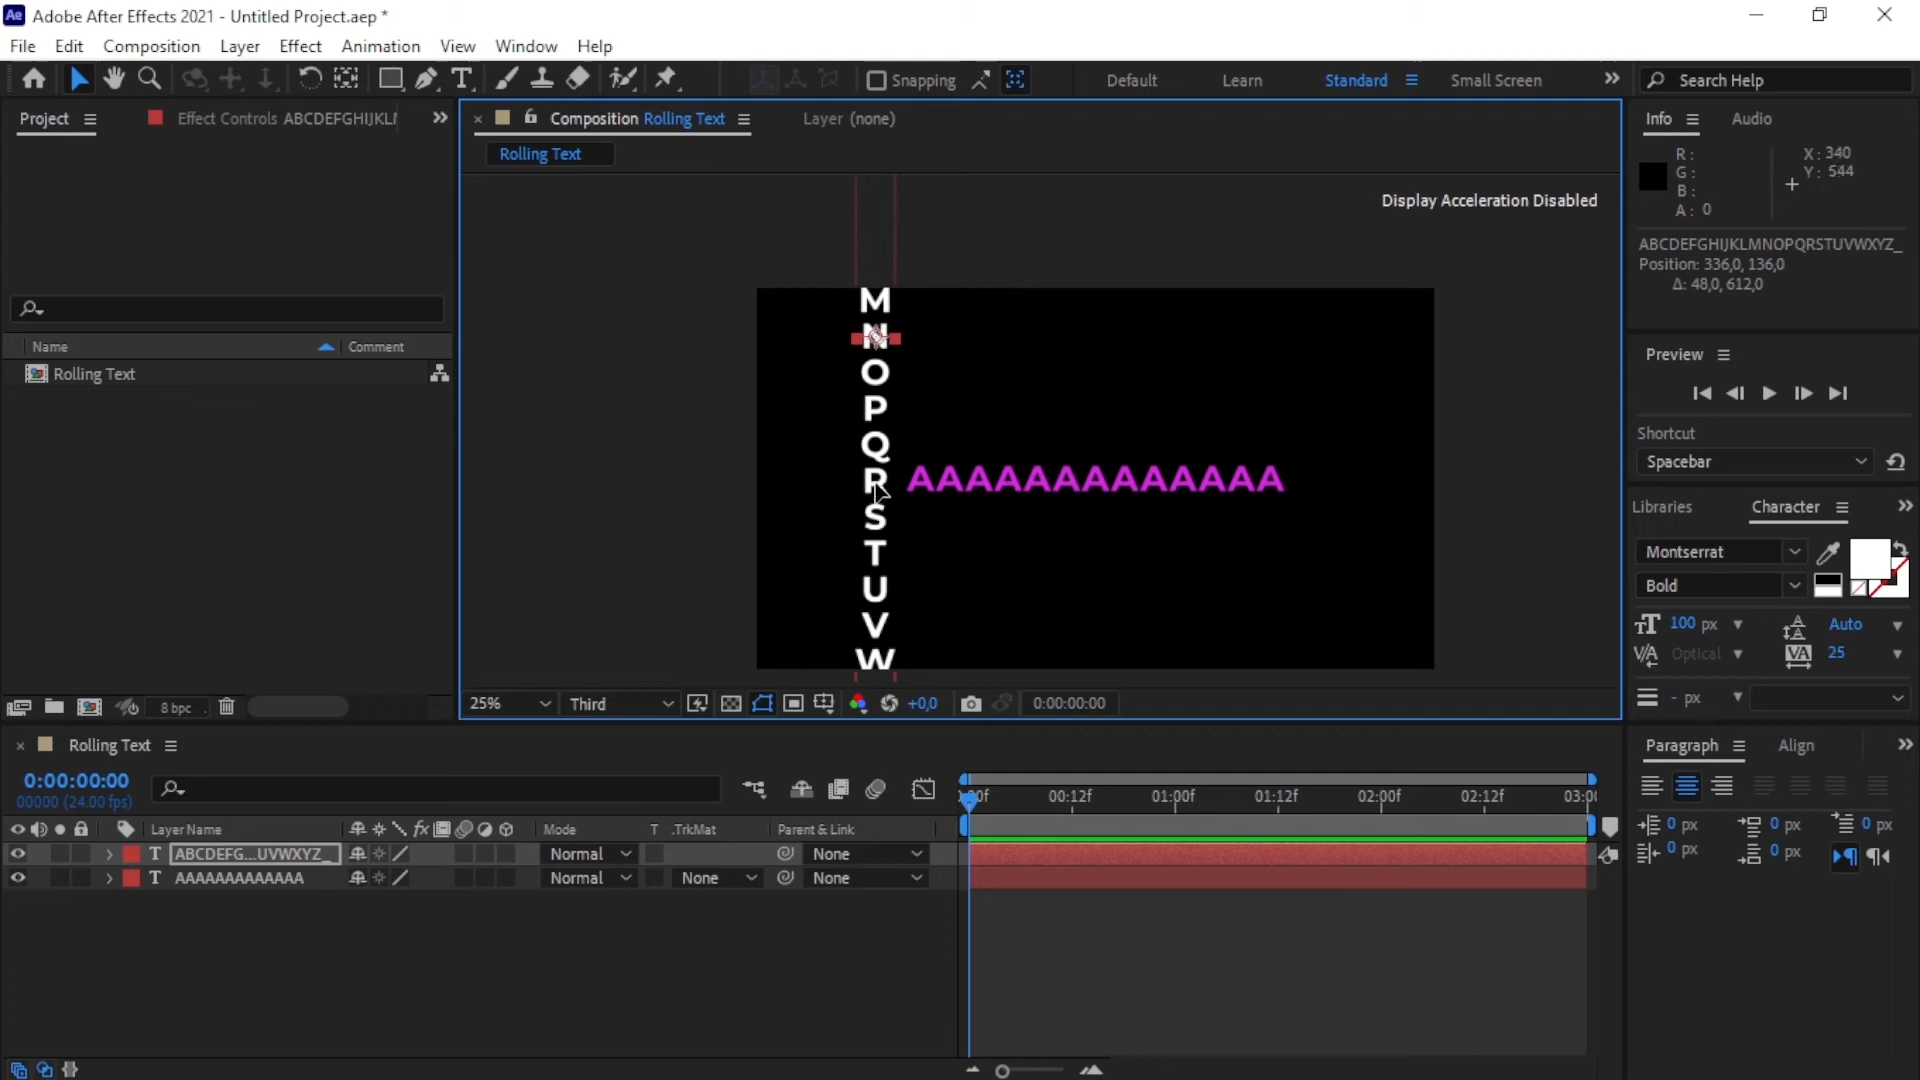 Ae Adobe After Effects 2021 - Untitled Project.aep *
File Edit Composition Layer Effect Animation View Window Help
Snapping Default Learn Standard Small Screen Search Help
Project Effect Controls ABCDEFGHIJKL
Composition Rolling Text Layer (none)
Info Audio
Rolling Text
R:
G:
B:
A: 0
X: 340
Y: 544
Display Acceleration Disabled
ABCDEFGHIJKLMNOPQRSTUVWXYZ_
Position: 336,0, 136,0
Δ: 48,0, 612,0
Name Comment
Rolling Text
M
N
O
P
Q
R
S
T
U
V
W
AAAAAAAAAAAAA
Preview
Shortcut
Spacebar
Libraries Character
Montserrat
Bold
100 px Auto
Optical 25
- px
8 bpc
25% Third +0,0 0:00:00:00
Rolling Text
Paragraph Align
0:00:00:00
00000 (24.00 fps)
00f 00:12f 01:00f 01:12f 02:00f 02:12f 03:00
Layer Name fx Mode T .TrkMat Parent & Link
T ABCDEFG...UVWXYZ_ Normal None
T AAAAAAAAAAAAA Normal None None
0 px 0 px 0 px
0 px 0 px